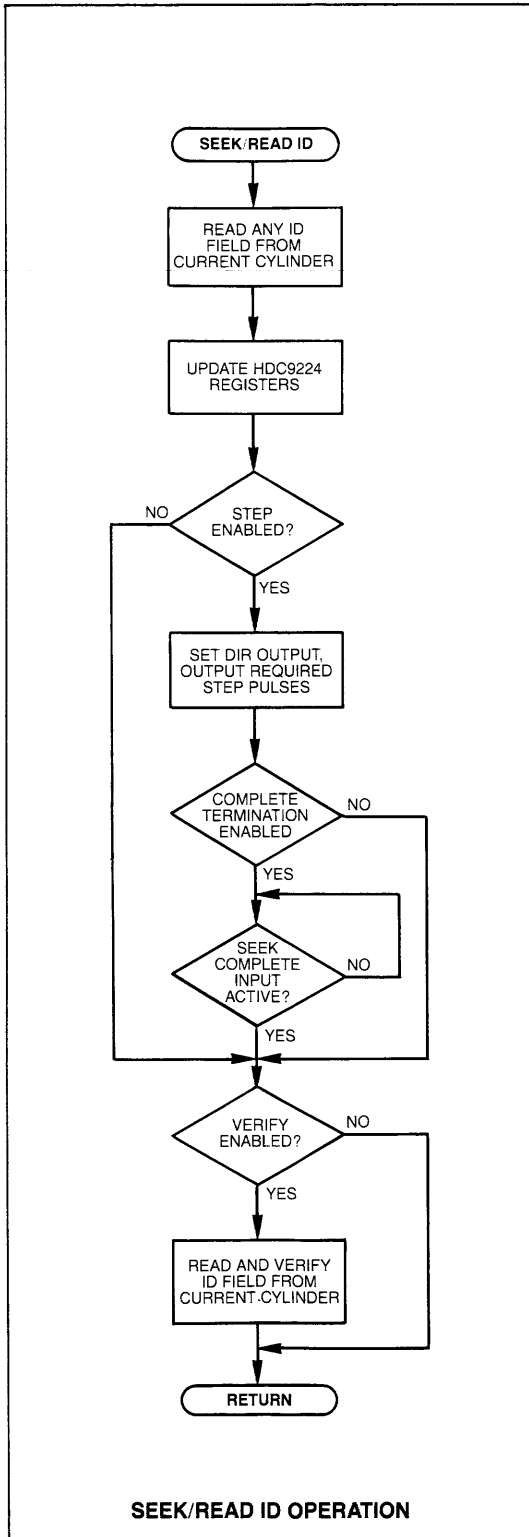 SEEK/READ ID
READ ANY ID
FIELD FROM
CURRENT CYLINDER
UPDATE HDC9224
REGISTERS
NO
STEP
ENABLED?
YES
SET DIR OUTPUT,
OUTPUT REQUIRED
STEP PULSES
COMPLETE
TERMINATION
ENABLED
NO
YES
SEEK
COMPLETE
INPUT
ACTIVE?
NO
YES
VERIFY
ENABLED?
NO
YES
READ AND VERIFY
ID FIELD FROM
CURRENT-CYLINDER
RETURN
SEEK/READ ID OPERATION